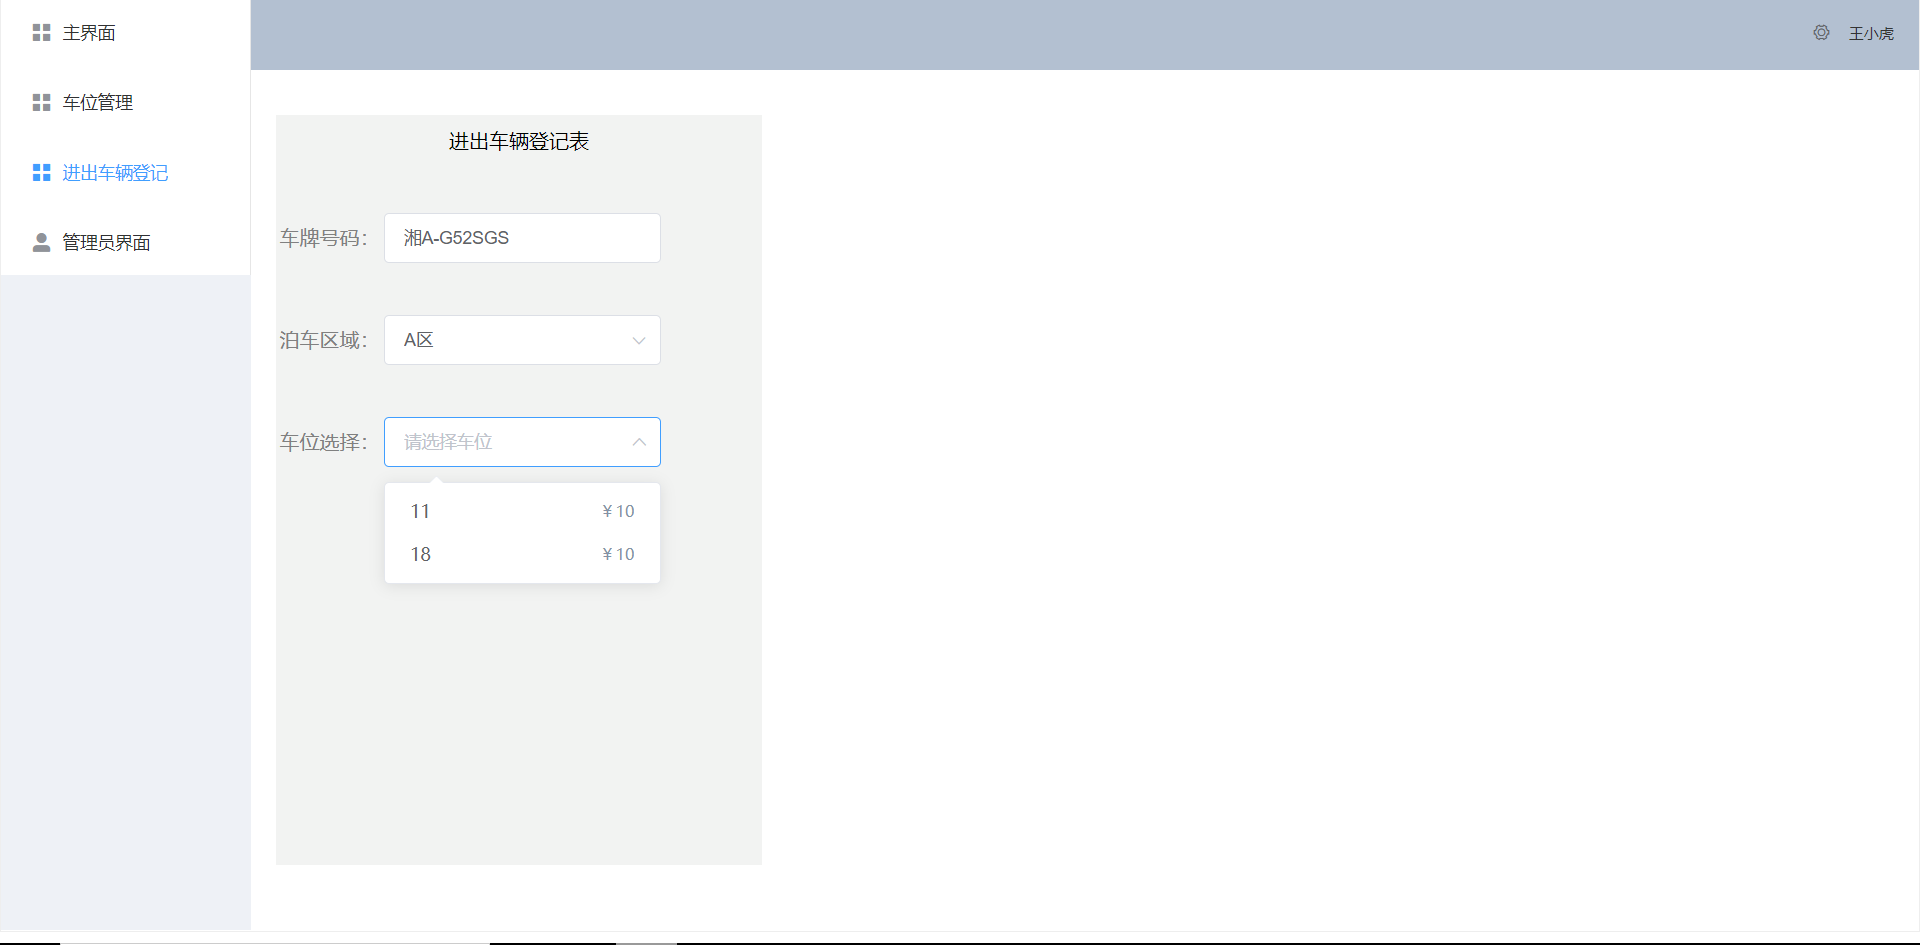 主界面
车位管理
进出车辆登记
管理员界面
王小虎
进出车辆登记表
车牌号码： 湘A-G52SGS
泊车区域： A区
车位选择： 请选择车位
11 ¥ 10
18 ¥ 10